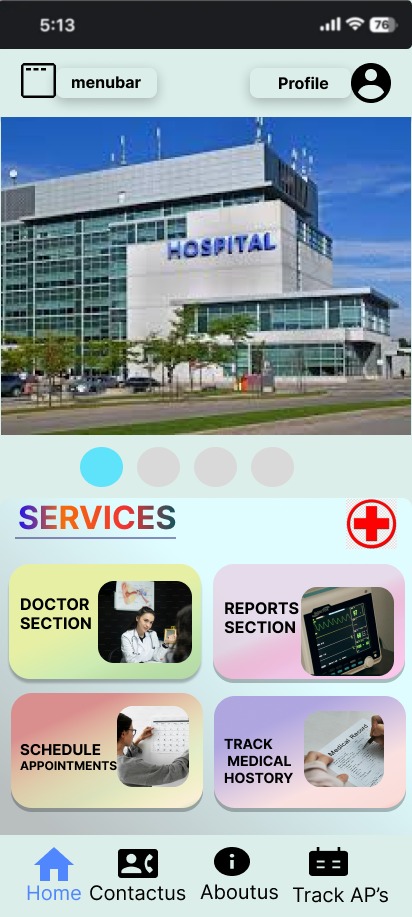 5:13
76
menubar
Profile
HOSPITAL
SERVICES
DOCTOR
SECTION
REPORTS
SECTION
SCHEDULE
APPOINTMENTS
TRACK
MEDICAL
HOSTORY
Medical Record
Home
Contactus
Aboutus
Track AP's